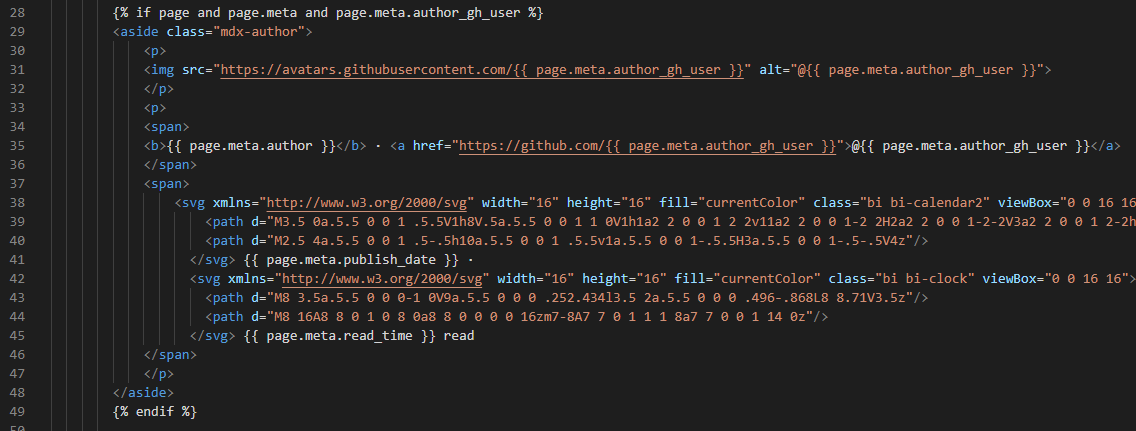 28 {% if page and page.meta and page.meta.author_gh_user %}
29 <aside class="mdx-author">
30 <p>
31 <img src="https://avatars.githubusercontent.com/{{ page.meta.author_gh_user }}" alt="@{{ page.meta.author_gh_user }}">
32 </p>
33 <p>
34 <span>
35 <b>{{ page.meta.author }}</b> · <a href="https://github.com/{{ page.meta.author_gh_user }}">@{{ page.meta.author_gh_user }}</a>
36 </span>
37 <span>
38 <svg xmlns="http://www.w3.org/2000/svg" width="16" height="16" fill="currentColor" class="bi bi-calendar2" viewBox="0 0 16 16
39 <path d="M3.5 0a.5.5 0 0 1 .5.5V1h8V.5a.5.5 0 0 1 1 0V1h1a2 2 0 0 1 2 2v11a2 2 0 0 1-2 2H2a2 2 0 0 1-2-2V3a2 2 0 0 1 2-2h
40 <path d="M2.5 4a.5.5 0 0 1 .5-.5h10a.5.5 0 0 1 .5.5v1a.5.5 0 0 1-.5.5H3a.5.5 0 0 1-.5-.5V4z"/>
41 </svg> {{ page.meta.publish_date }} ·
42 <svg xmlns="http://www.w3.org/2000/svg" width="16" height="16" fill="currentColor" class="bi bi-clock" viewBox="0 0 16 16">
43 <path d="M8 3.5a.5.5 0 0 0-1 0V9a.5.5 0 0 0 .252.434l3.5 2a.5.5 0 0 0 .496-.868L8 8.71V3.5z"/>
44 <path d="M8 16A8 8 0 1 0 8 0a8 8 0 0 0 0 16zm7-8A7 7 0 1 1 1 8a7 7 0 0 1 14 0z"/>
45 </svg> {{ page.meta.read_time }} read
46 </span>
47 </p>
48 </aside>
49 {% endif %}